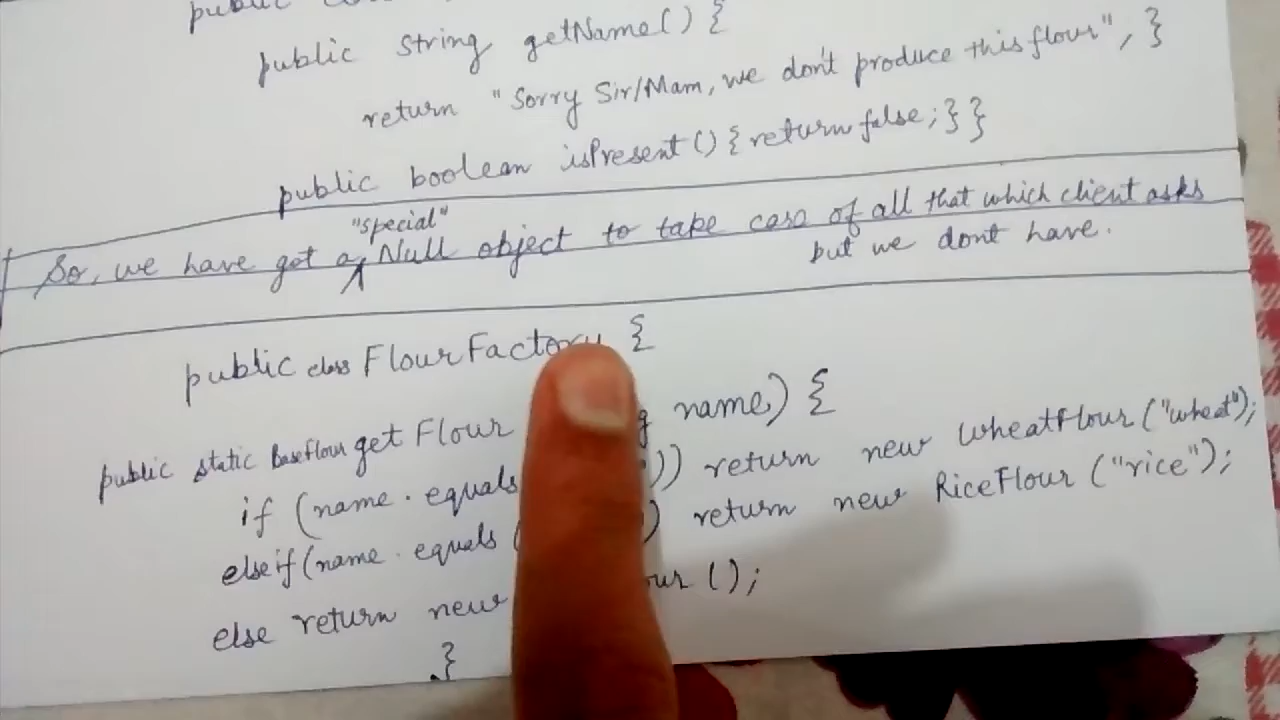 public
public String getName() {
return "Sorry Sir/Mam, we don't produce this flour", }
public boolean isPresent() { return false; } }
"special"
So, we have got a Null object to take care of all that which client asks
but we dont have.
public class FlourFactory {
public static BaseFlour get Flour name) {
if (name.equals )) return new WheatFlour ("wheat");
elseif (name.equals ( ) return new RiceFlour ("rice");
else return new ();
}